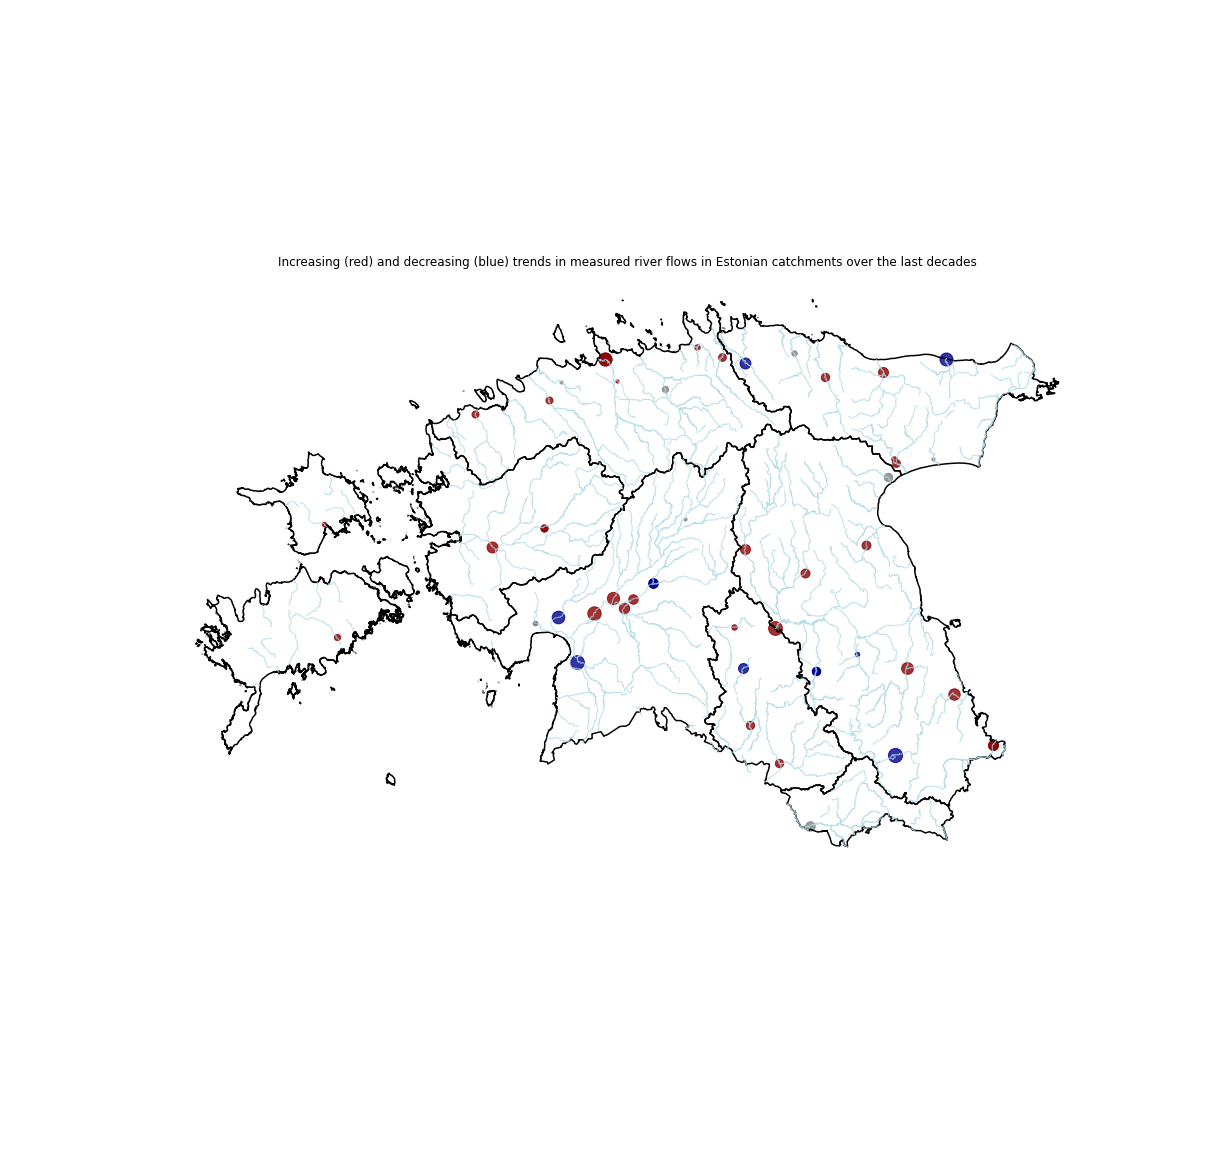 Increasing (red) and decreasing (blue) trends in measured river flows in Estonian catchments over the last decades